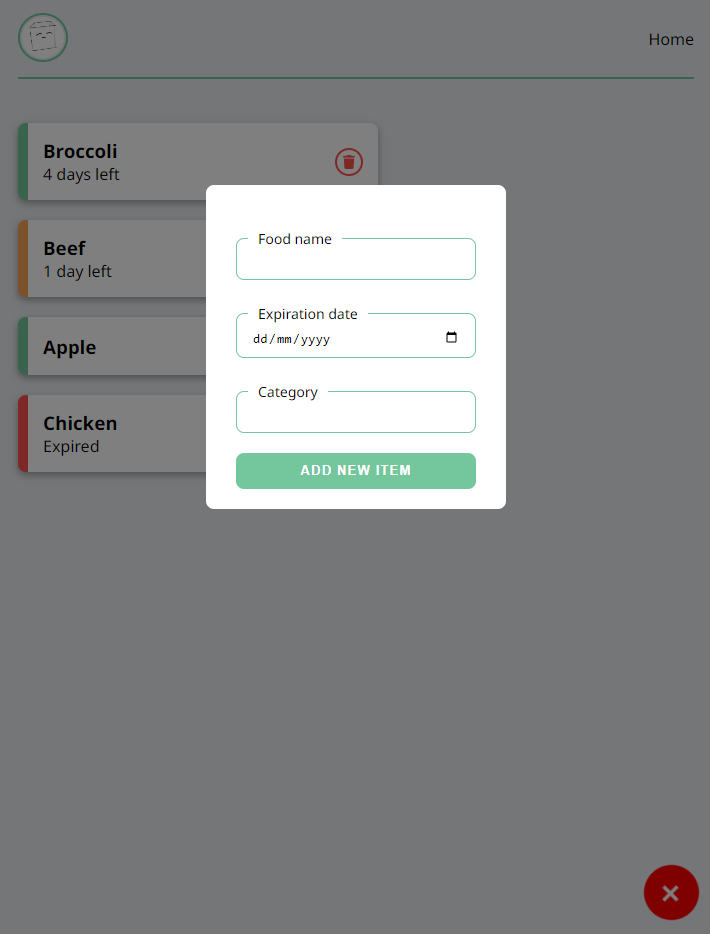 Home
Broccoli
4 days left
Beef
1 day left
Apple
Chicken
Expired
Food name
Expiration date
dd/mm/yyyy
Category
ADD NEW ITEM